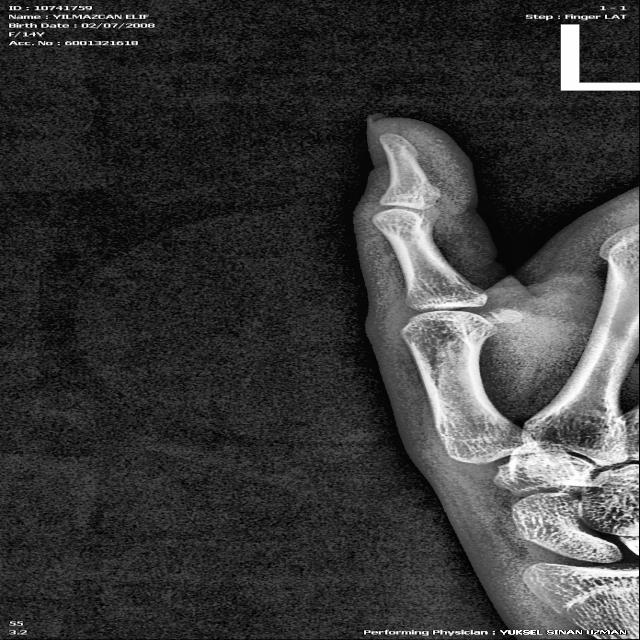 ID : 10741759
Name : YILMAZCAN ELIF
Birth Date : 02/07/2008
F/14Y
Acc. No : 6001321618
1 - 1
Step : Finger LAT
L
SS
3.2
Performing Physician : YUKSEL SINAN UZMAN